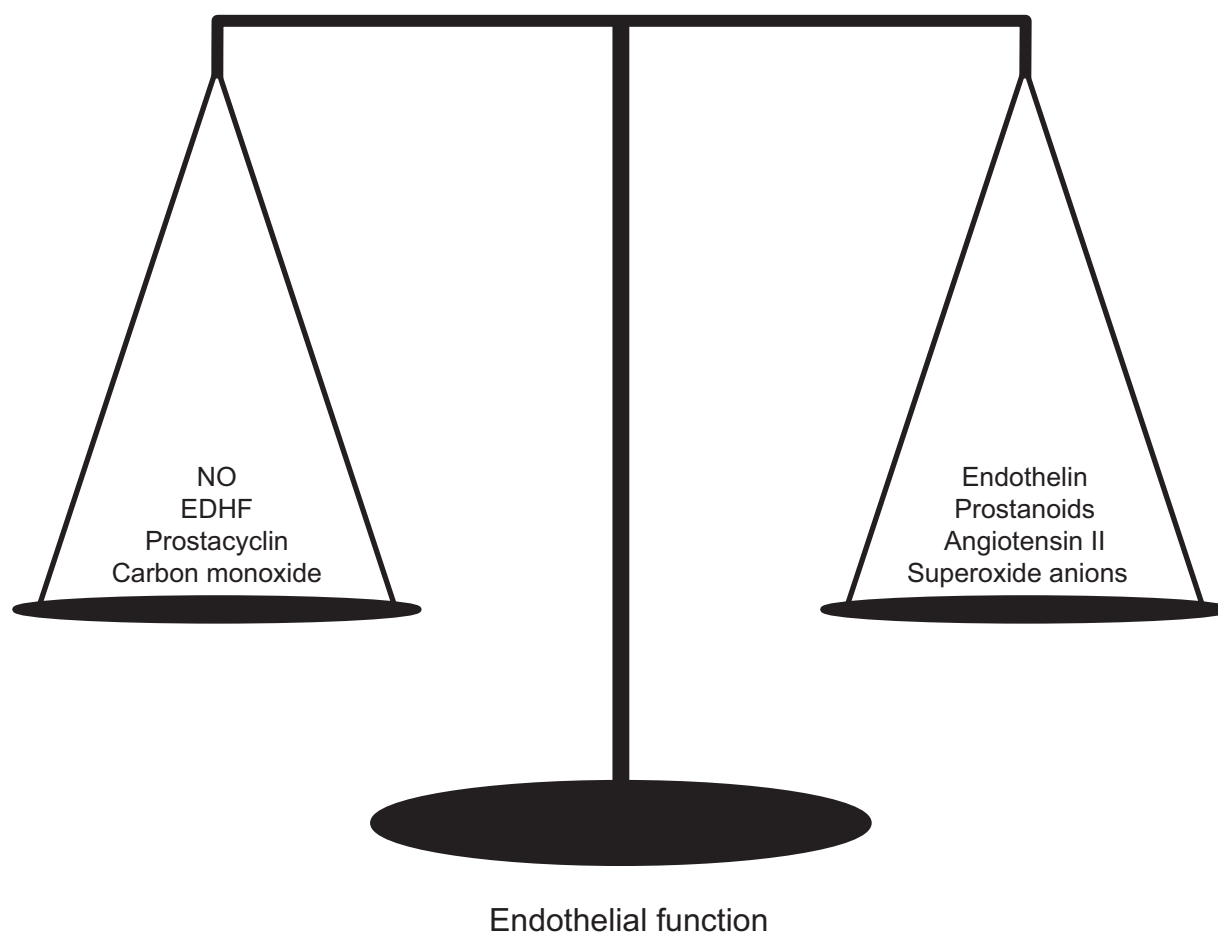 NO
EDHF
Prostacyclin
Carbon monoxide
Endothelin
Prostanoids
Angiotensin II
Superoxide anions
Endothelial function